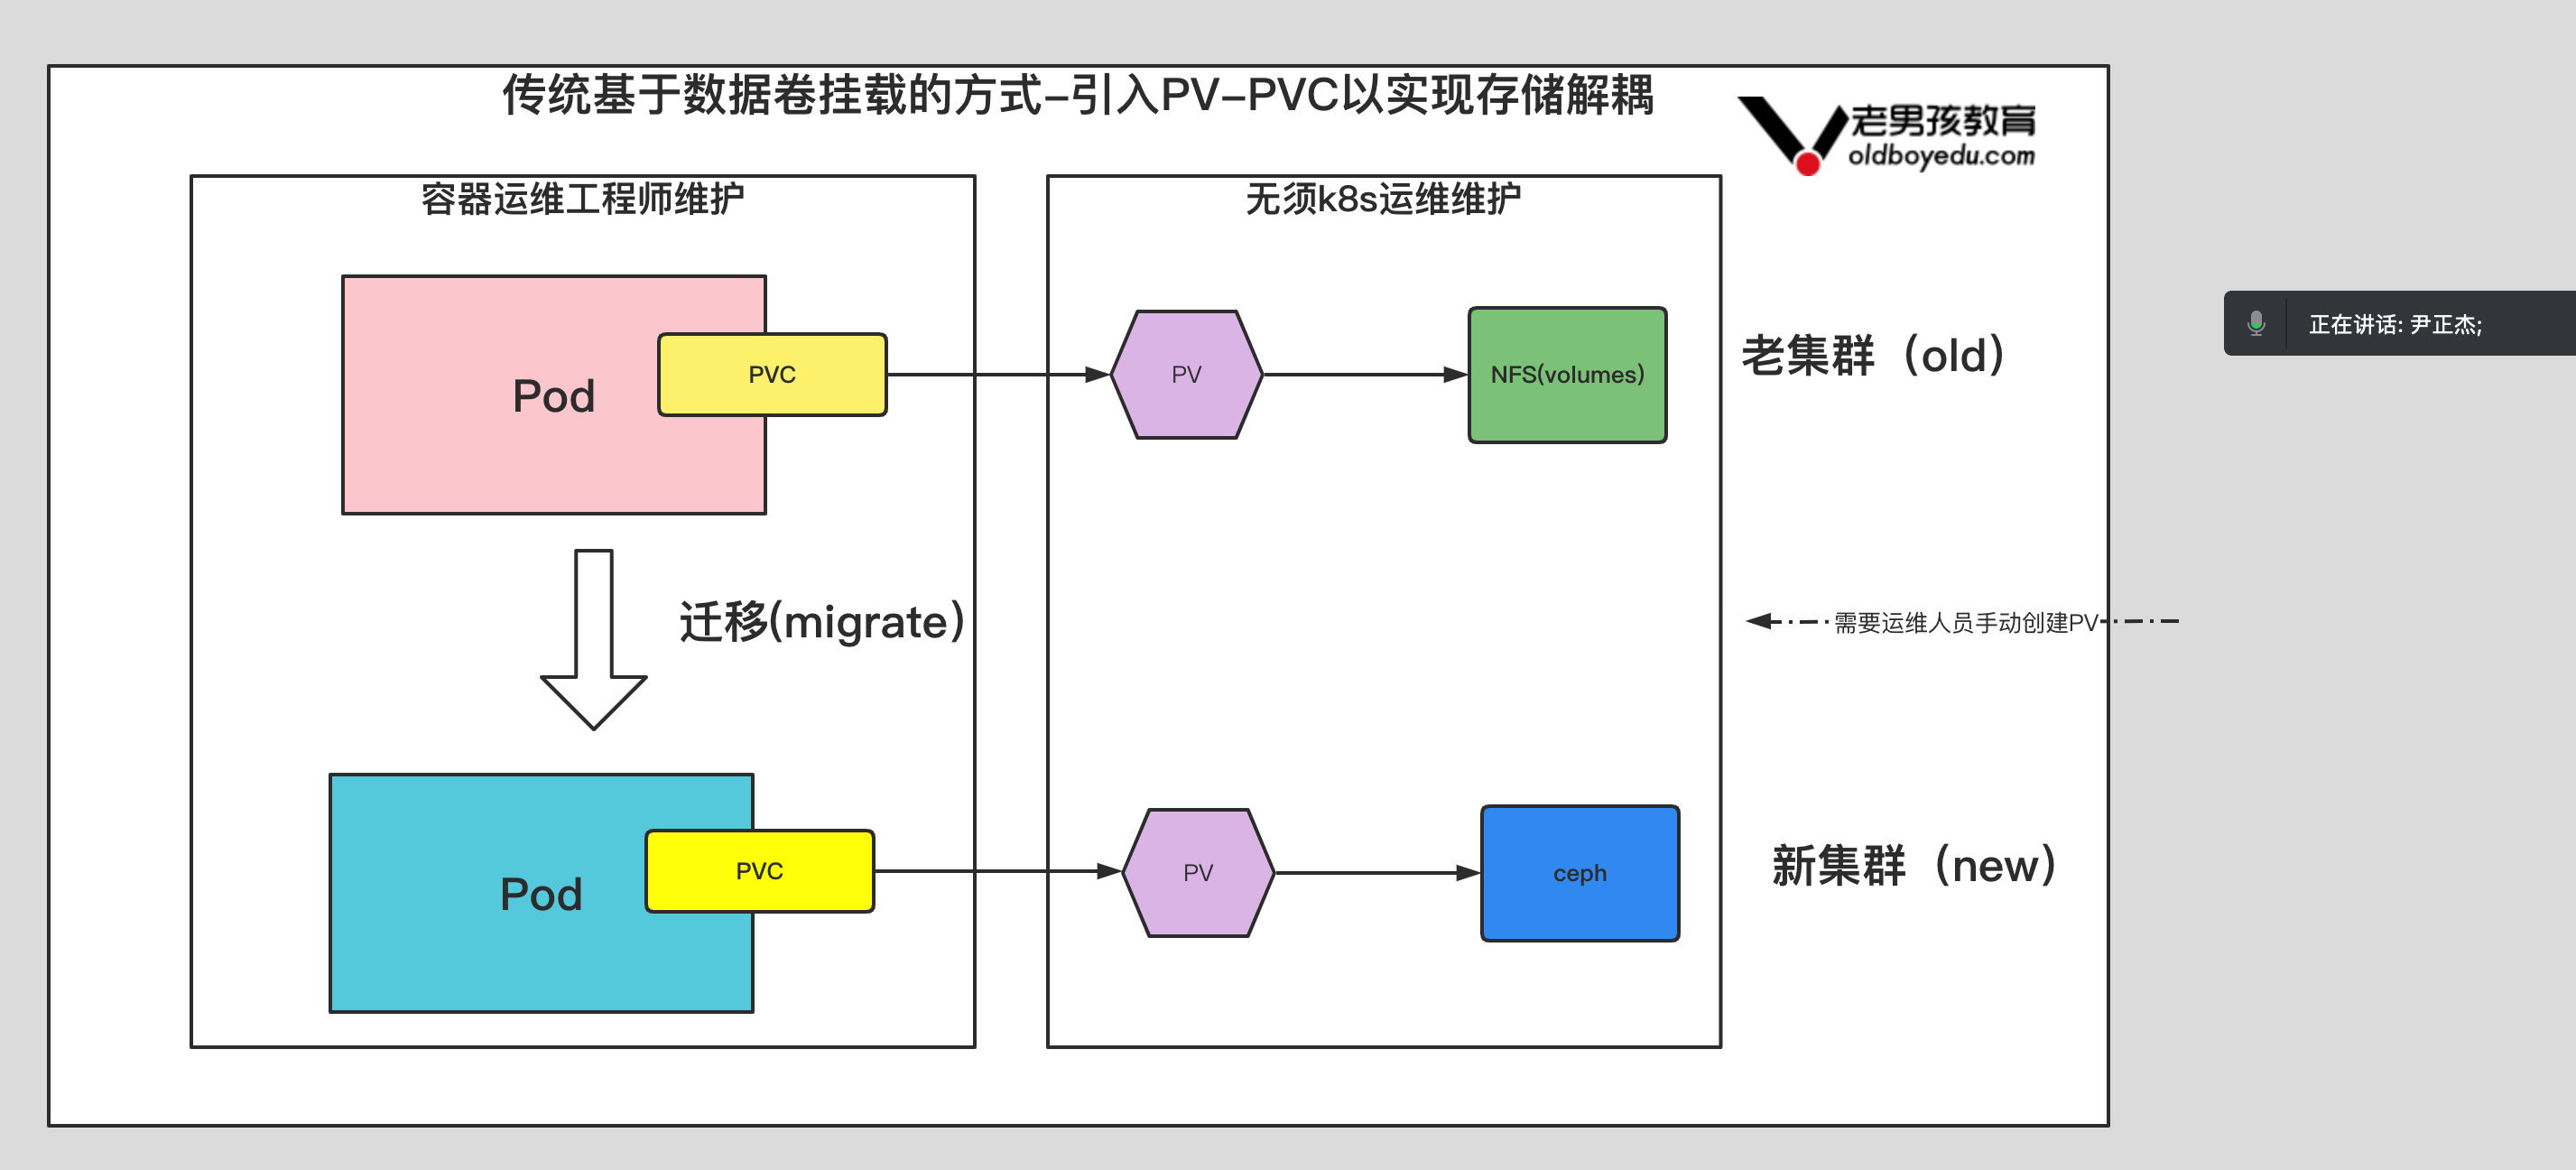 传统基于数据卷挂载的方式-引入PV-PVC以实现存储解耦
老男孩教育
oldboyedu.com
容器运维工程师维护
无须k8s运维维护
Pod
PVC
PV
NFS(volumes)
老集群（old）
正在讲话: 尹正杰;
迁移(migrate)
需要运维人员手动创建PV
Pod
PVC
PV
ceph
新集群（new）